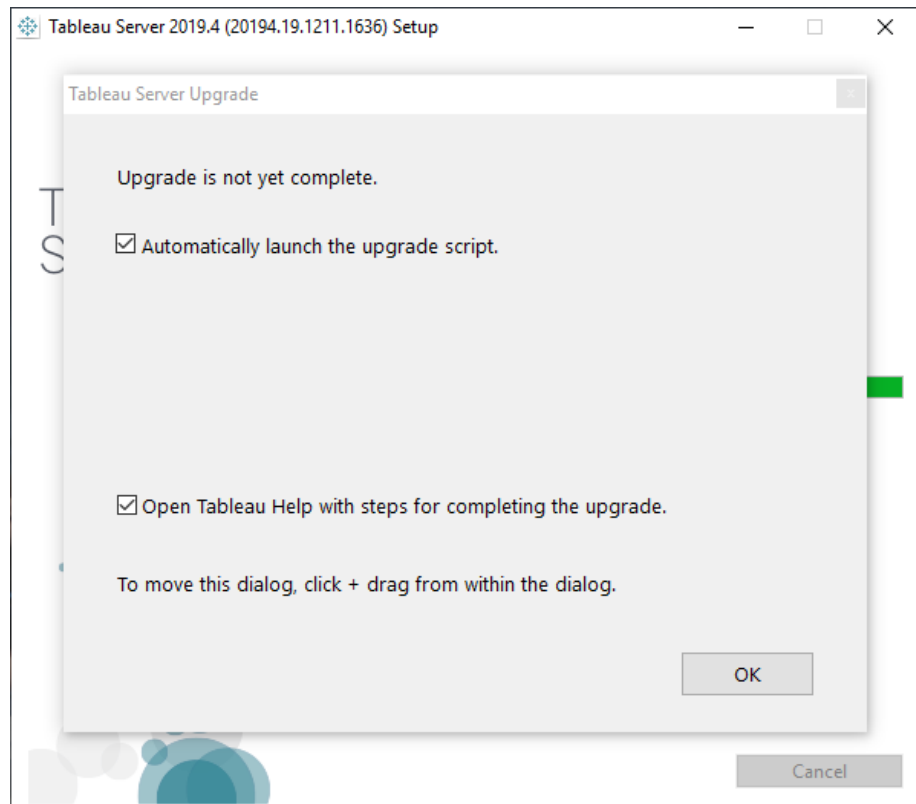 Tableau Server 2019.4 (20194.19.1211.1636) Setup
Tableau Server Upgrade
x
Upgrade is not yet complete.
T
S
Automatically launch the upgrade script.
Open Tableau Help with steps for completing the upgrade.
To move this dialog, click + drag from within the dialog.
OK
Cancel